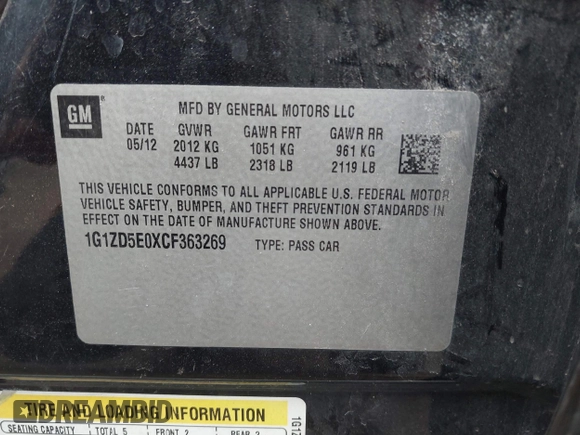 GM
MFD BY GENERAL MOTORS LLC
DATE GVWR GAWR FRT GAWR RR
05/12 2012 KG 1051 KG 961 KG
4437 LB 2318 LB 2119 LB
THIS VEHICLE CONFORMS TO ALL APPLICABLE U.S. FEDERAL MOTOR
VEHICLE SAFETY, BUMPER, AND THEFT PREVENTION STANDARDS IN
EFFECT ON THE DATE OF MANUFACTURE SHOWN ABOVE.
1G1ZD5E0XCF363269 TYPE: PASS CAR
TIRE AND LOADING INFORMATION
DREAMBID
SEATING CAPACITY TOTAL 5 FRONT 2 REAR 3
1G1Z